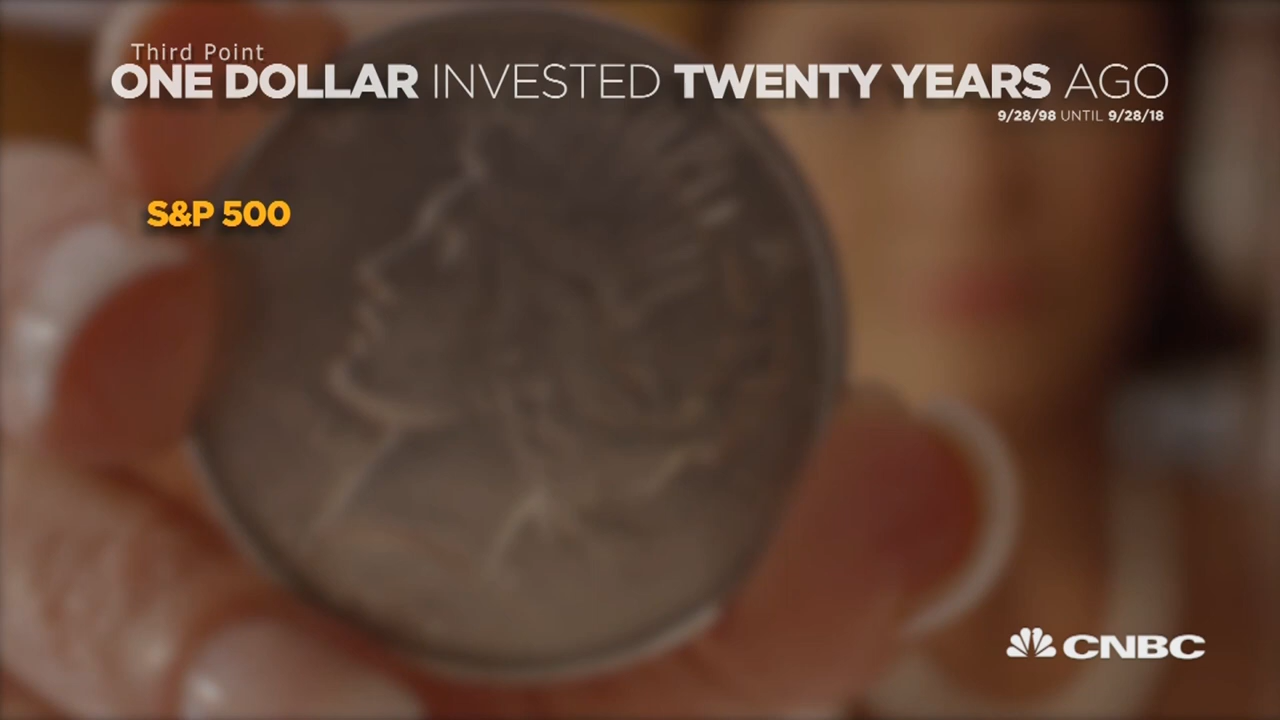 Third Point
ONE DOLLAR INVESTED TWENTY YEARS AGO
9/28/98 UNTIL 9/28/18
S&P 500
CNBC